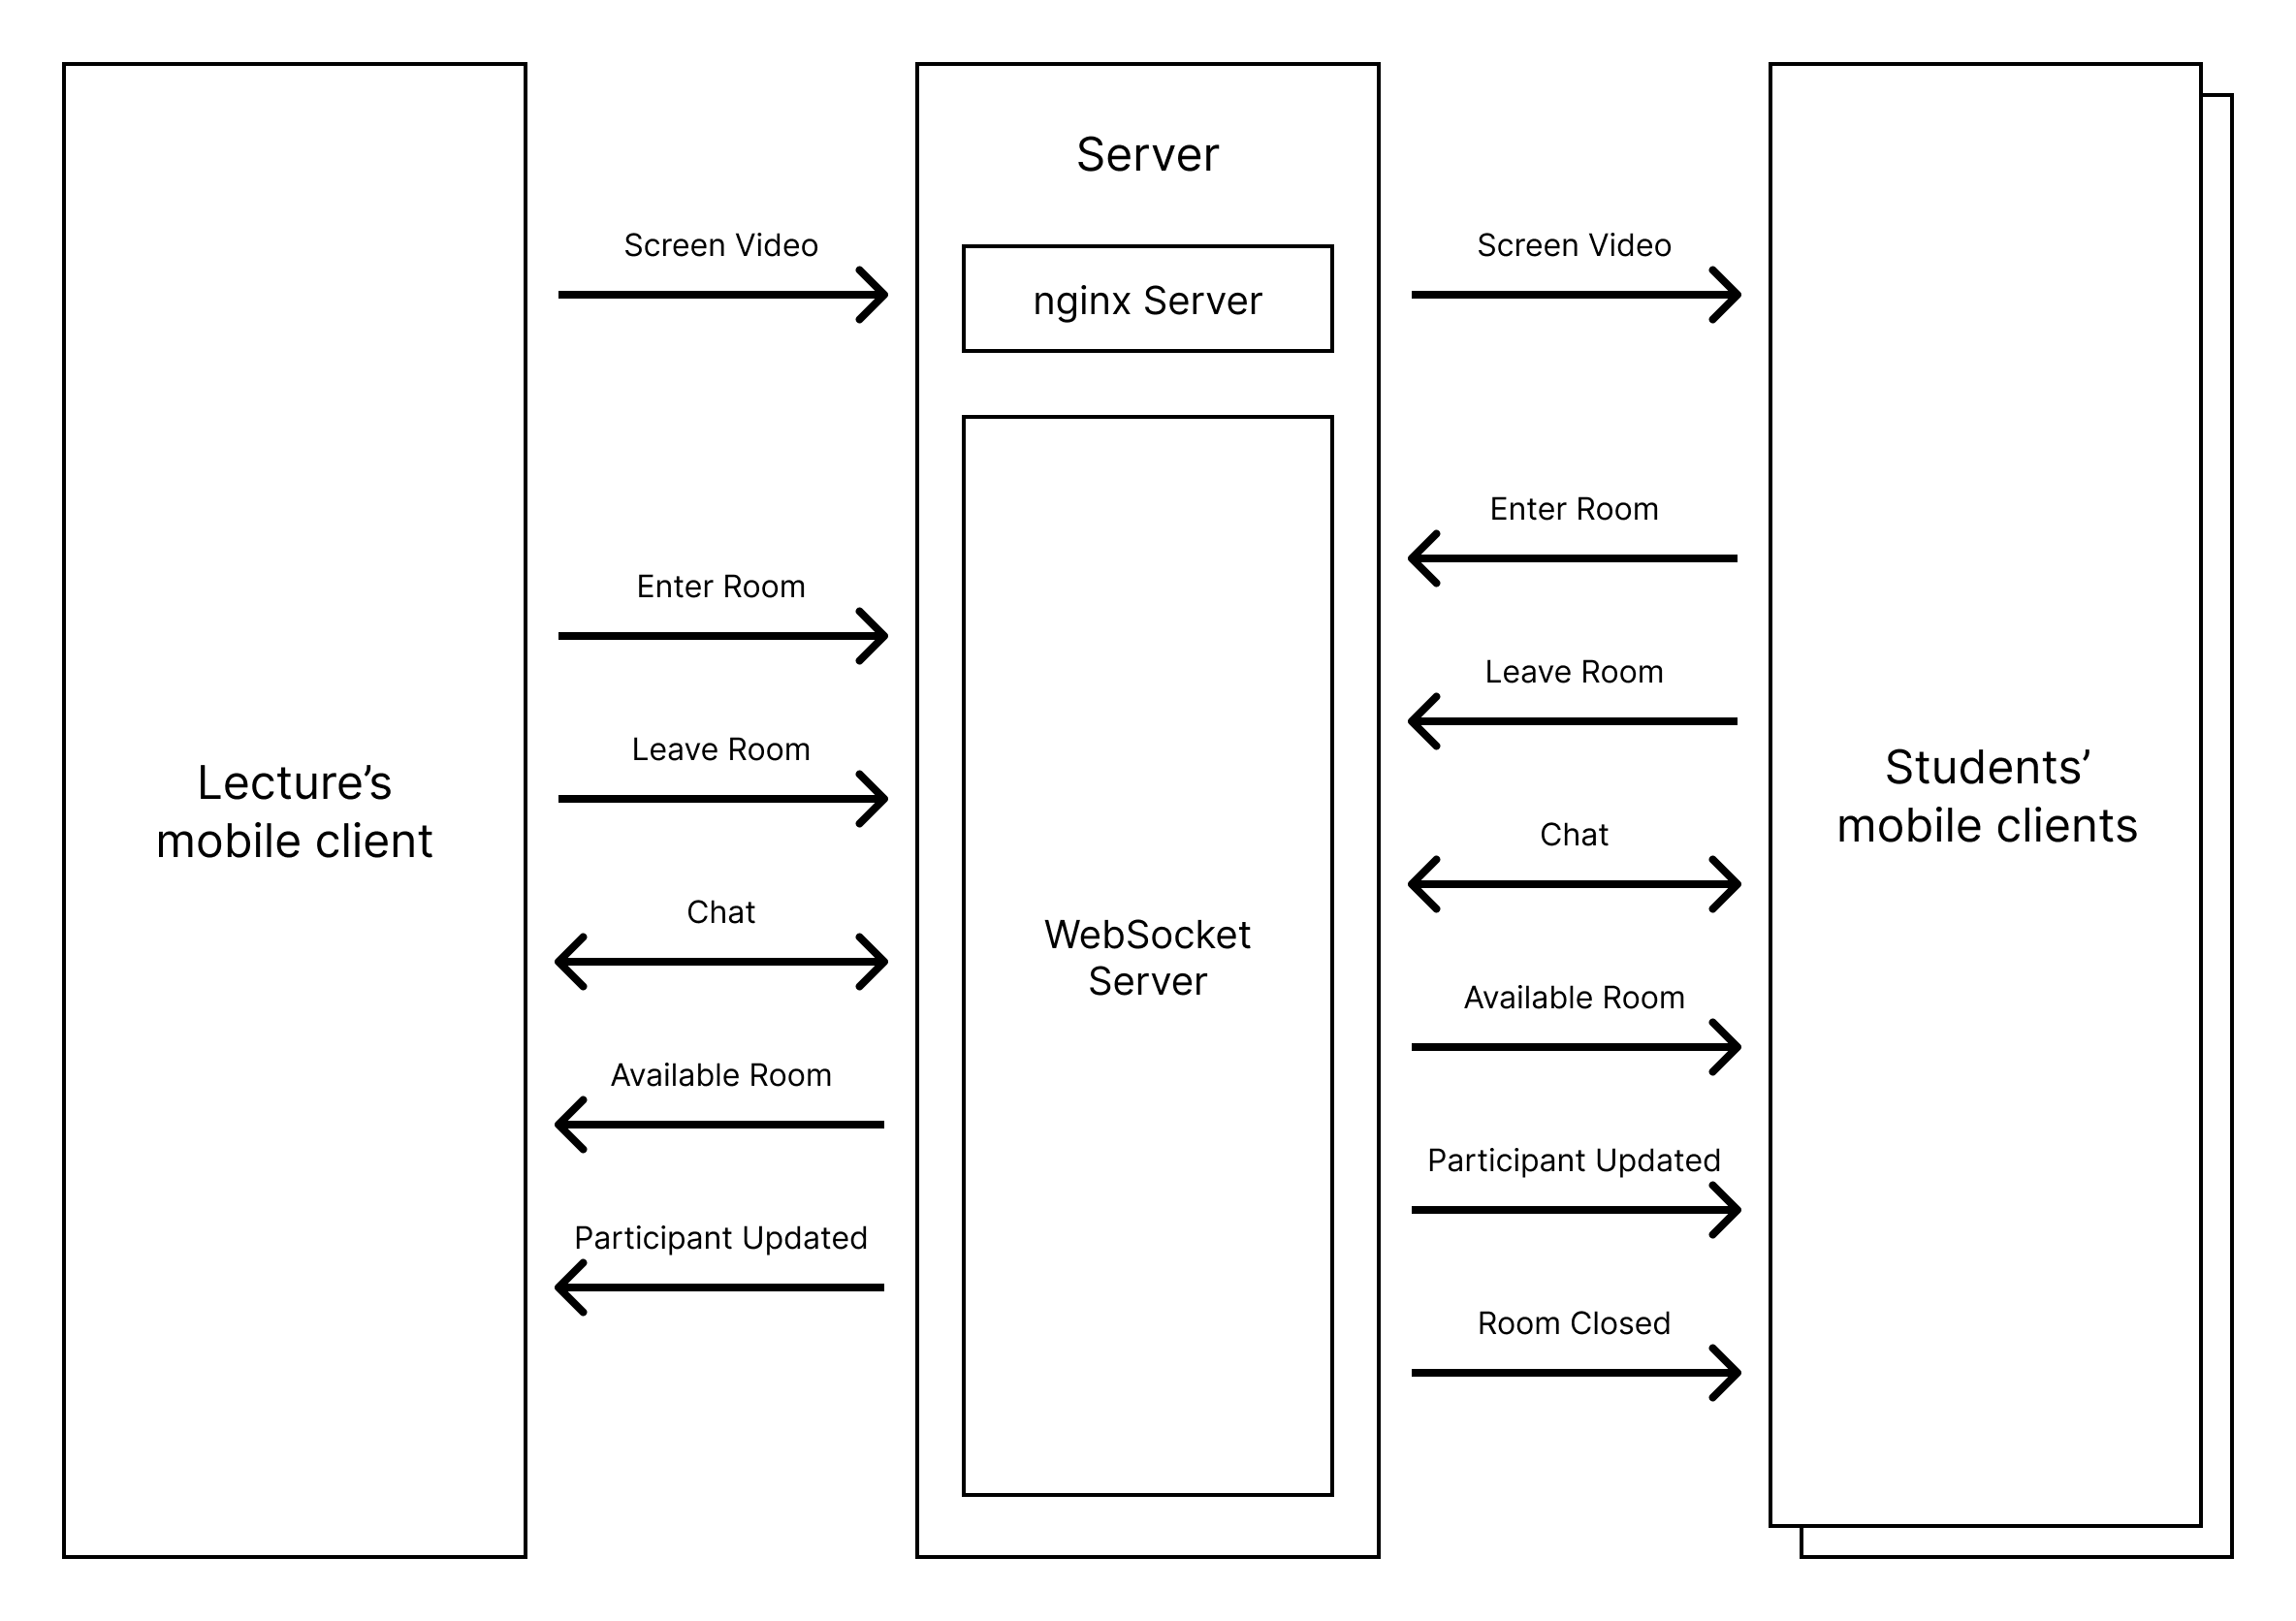 Lecture’s
mobile client
Screen Video
Enter Room
Leave Room
Chat
Available Room
Participant Updated
Server
nginx Server
WebSocket
Server
Screen Video
Enter Room
Leave Room
Chat
Available Room
Participant Updated
Room Closed
Students’
mobile clients